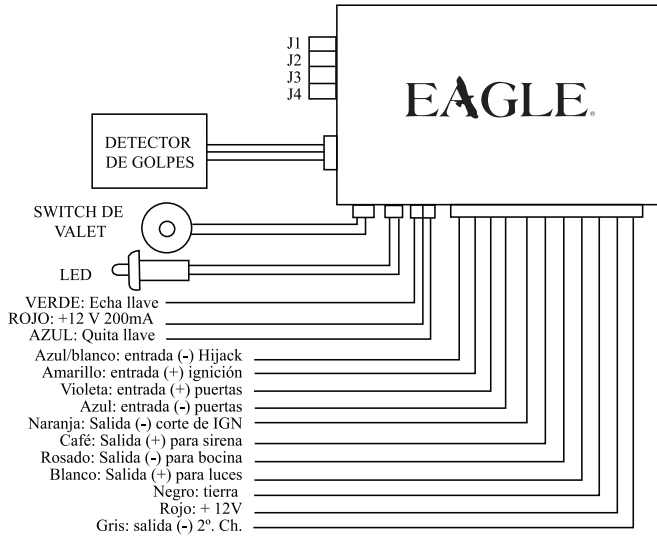 J1
J2
J3
J4
EAGLE®
DETECTOR
DE GOLPES
SWITCH DE
VALET
LED
VERDE: Echa llave
ROJO: +12 V 200mA
AZUL: Quita llave
Azul/blanco: entrada (-) Hijack
Amarillo: entrada (+) ignición
Violeta: entrada (+) puertas
Azul: entrada (-) puertas
Naranja: Salida (-) corte de IGN
Café: Salida (+) para sirena
Rosado: Salida (-) para bocina
Blanco: Salida (+) para luces
Negro: tierra
Rojo: + 12V
Gris: salida (-) 2º. Ch.